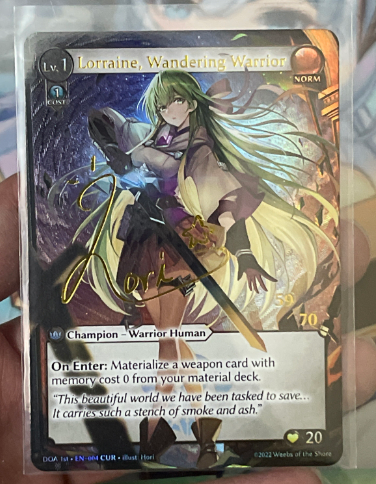 Lv. 1
Lorraine, Wandering Warrior
NORM
1
COST
Lori
59
70
Champion – Warrior Human
On Enter: Materialize a weapon card with
memory cost 0 from your material deck.
"This beautiful world we have been tasked to save...
It carries such a stench of smoke and ash."
20
DOA 1st • EN-004 CUR • illust: Hori
©2022 Weebs of the Shore